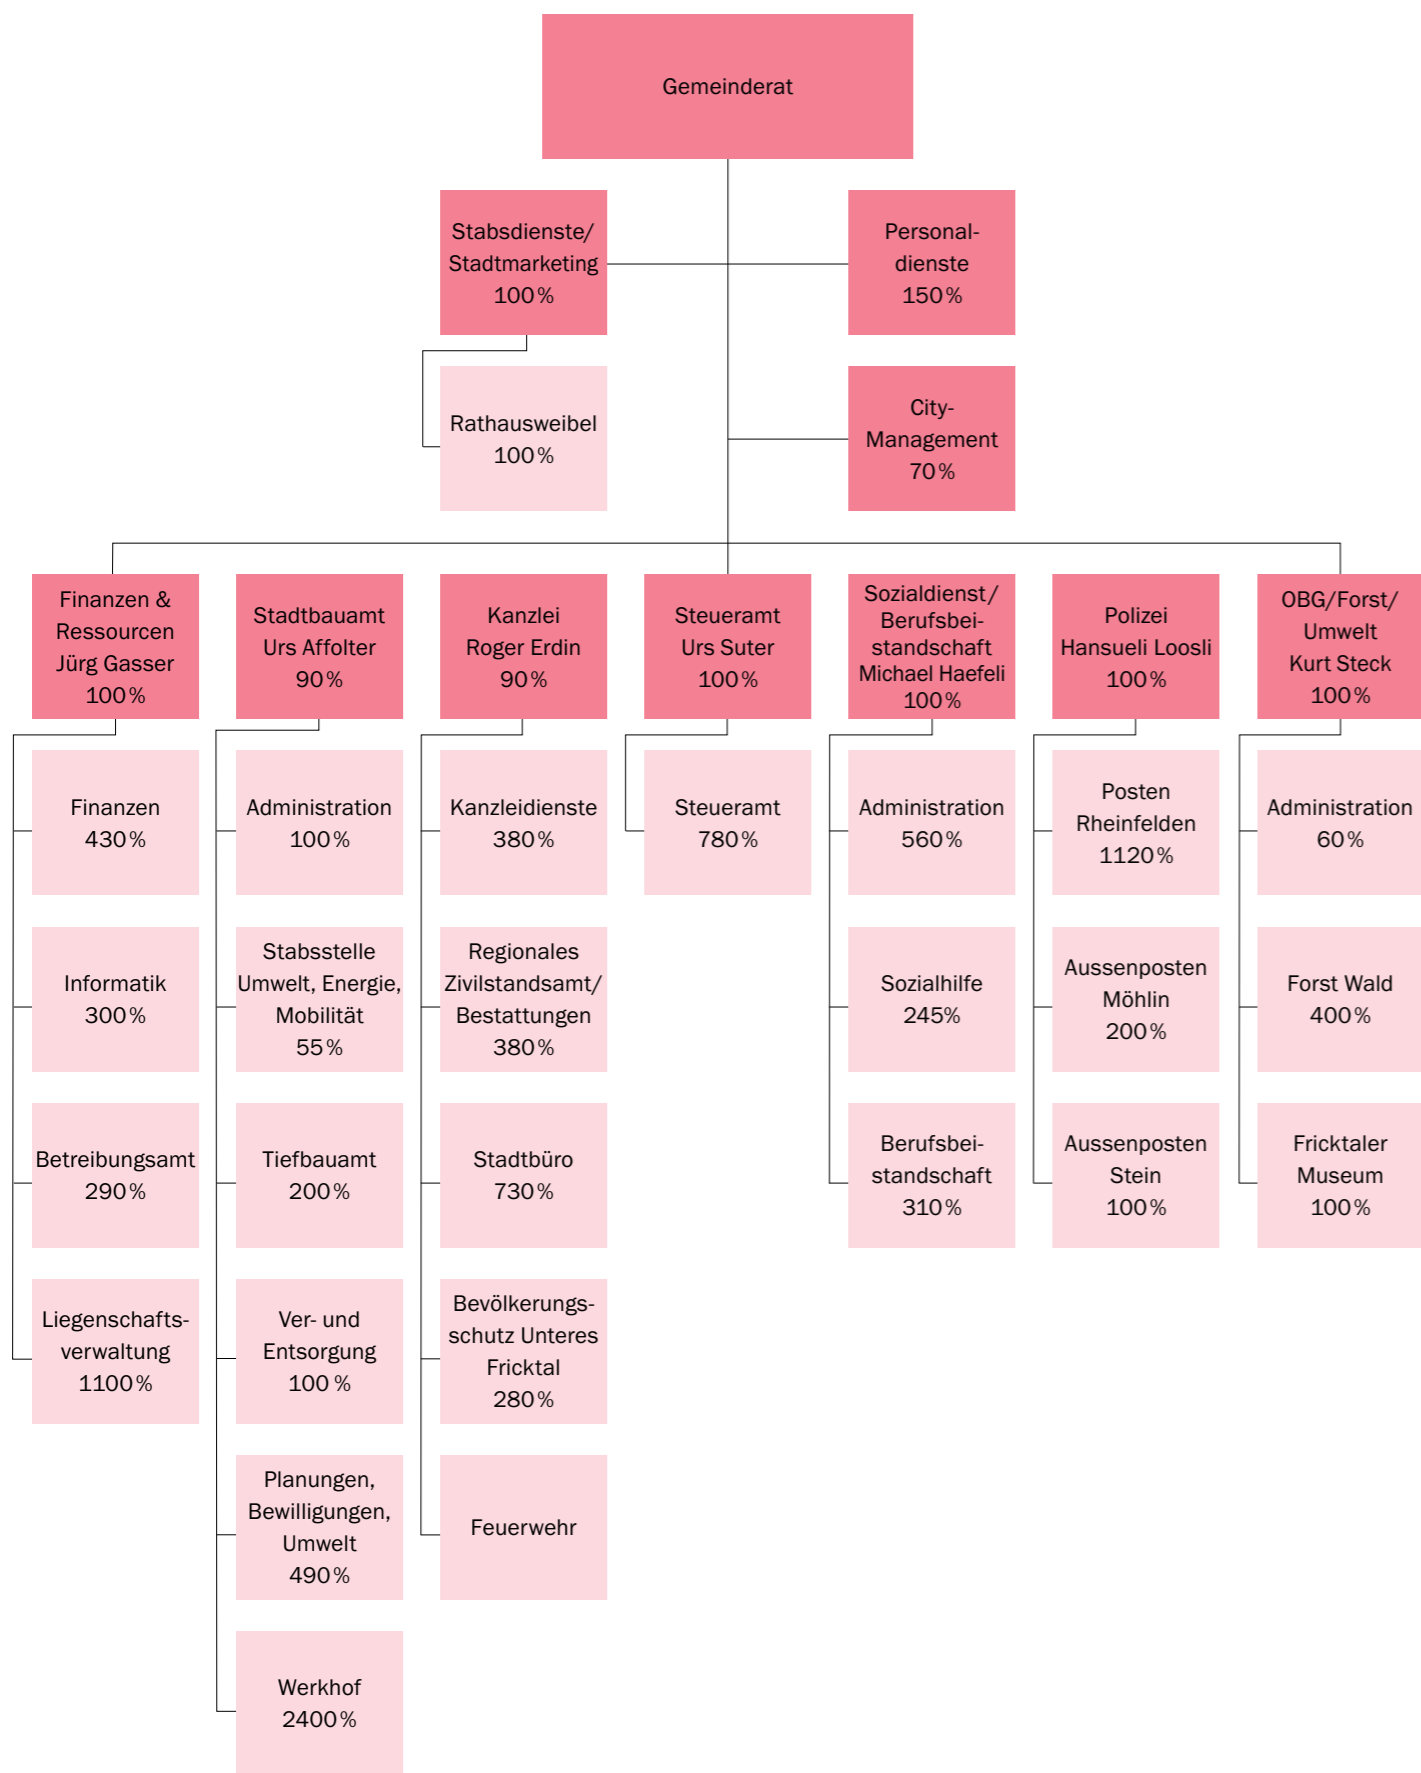 Gemeinderat
Stabsdienste/
Stadtmarketing
100%
Personal-
dienste
150%
Rathausweibel
100%
City-
Management
70%
Finanzen &
Ressourcen
Jürg Gasser
100%
Stadtbauamt
Urs Affolter
90%
Kanzlei
Roger Erdin
90%
Steueramt
Urs Suter
100%
Sozialdienst/
Berufsbei-
standschaft
Michael Haefeli
100%
Polizei
Hansueli Loosli
100%
OBG/Forst/
Umwelt
Kurt Steck
100%
Finanzen
430%
Informatik
300%
Betreibungsamt
290%
Liegenschafts-
verwaltung
1100%
Administration
100%
Stabsstelle
Umwelt, Energie,
Mobilität
55%
Tiefbauamt
200%
Ver- und
Entsorgung
100%
Planungen,
Bewilligungen,
Umwelt
490%
Werkhof
2400%
Kanzleidienste
380%
Regionales
Zivilstandsamt/
Bestattungen
380%
Stadtbüro
730%
Bevölkerungs-
schutz Unteres
Fricktal
280%
Feuerwehr
Steueramt
780%
Administration
560%
Sozialhilfe
245%
Berufsbei-
standschaft
310%
Posten
Rheinfelden
1120%
Aussenposten
Möhlin
200%
Aussenposten
Stein
100%
Administration
60%
Forst Wald
400%
Fricktaler
Museum
100%